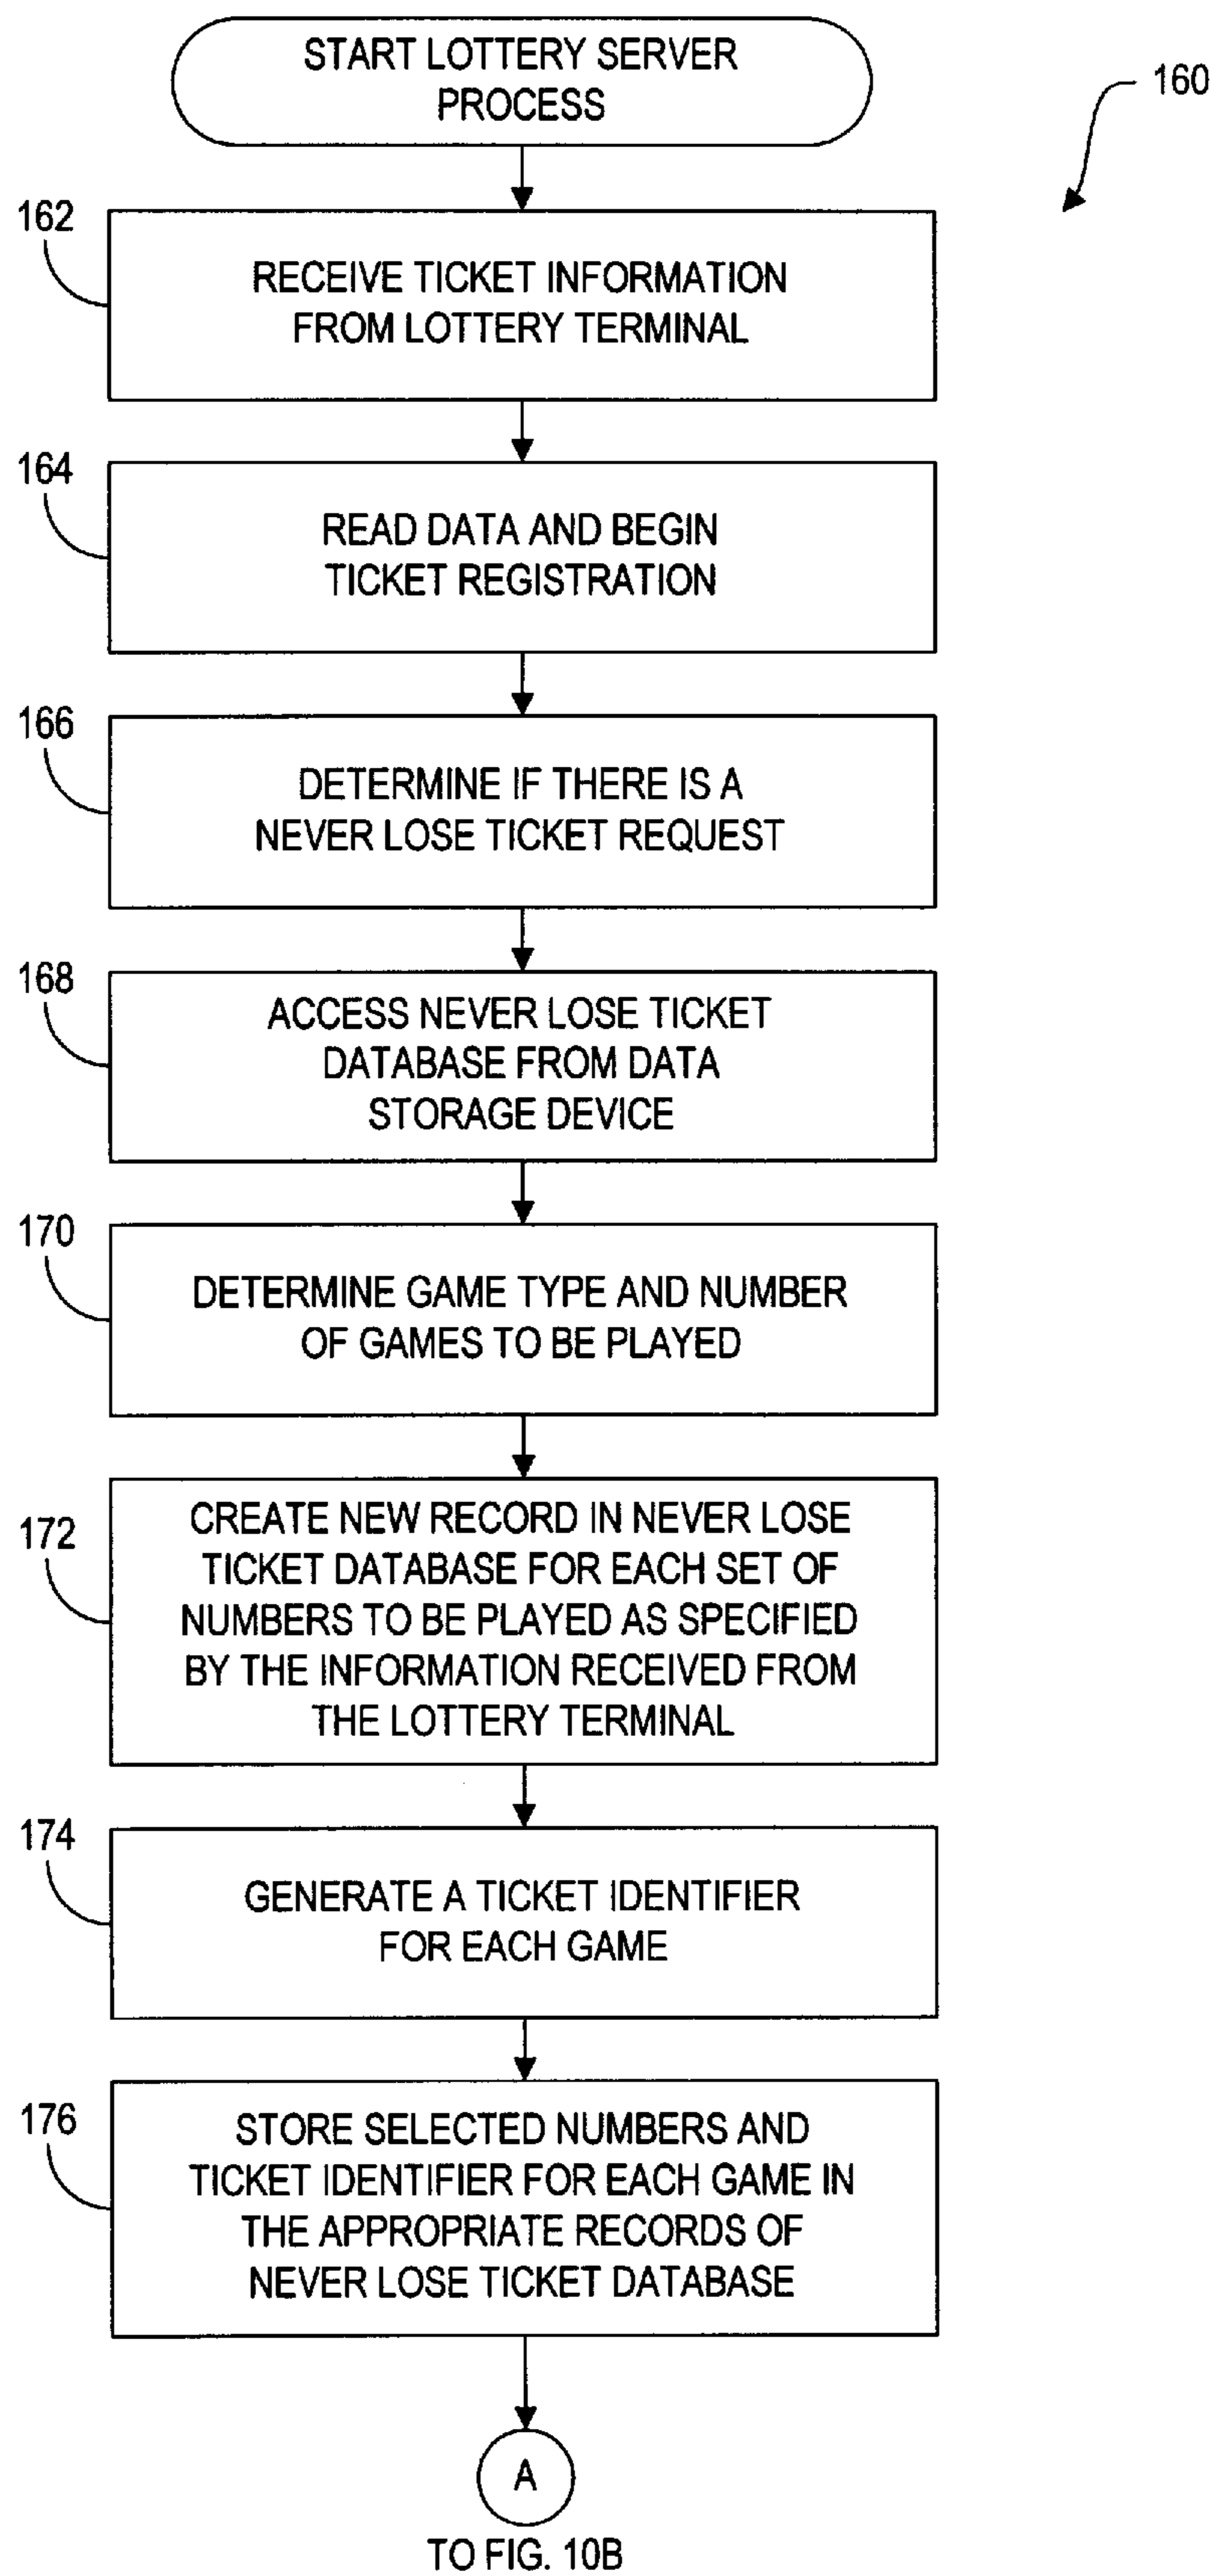 START LOTTERY SERVER
PROCESS
160
162
RECEIVE TICKET INFORMATION
FROM LOTTERY TERMINAL
164
READ DATA AND BEGIN
TICKET REGISTRATION
166
DETERMINE IF THERE IS A
NEVER LOSE TICKET REQUEST
168
ACCESS NEVER LOSE TICKET
DATABASE FROM DATA
STORAGE DEVICE
170
DETERMINE GAME TYPE AND NUMBER
OF GAMES TO BE PLAYED
172
CREATE NEW RECORD IN NEVER LOSE
TICKET DATABASE FOR EACH SET OF
NUMBERS TO BE PLAYED AS SPECIFIED
BY THE INFORMATION RECEIVED FROM
THE LOTTERY TERMINAL
174
GENERATE A TICKET IDENTIFIER
FOR EACH GAME
176
STORE SELECTED NUMBERS AND
TICKET IDENTIFIER FOR EACH GAME IN
THE APPROPRIATE RECORDS OF
NEVER LOSE TICKET DATABASE
A
TO FIG. 10B